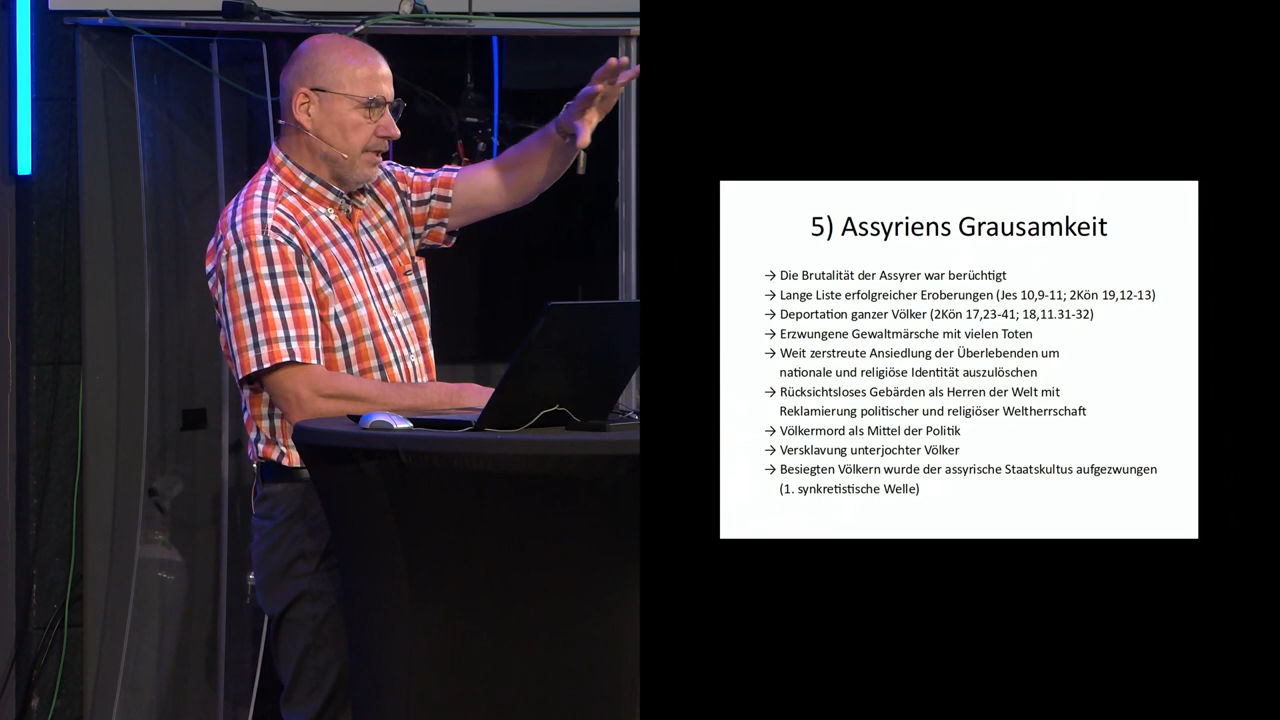 5) Assyriens Grausamkeit
→ Die Brutalität der Assyrer war berüchtigt
→ Lange Liste erfolgreicher Eroberungen (Jes 10,9-11; 2Kön 19,12-13)
→ Deportation ganzer Völker (2Kön 17,23-41; 18,11.31-32)
→ Erzwungene Gewaltmärsche mit vielen Toten
→ Weit zerstreute Ansiedlung der Überlebenden um
nationale und religiöse Identität auszulöschen
→ Rücksichtsloses Gebärden als Herren der Welt mit
Reklamierung politischer und religiöser Weltherrschaft
→ Völkermord als Mittel der Politik
→ Versklavung unterjochter Völker
→ Besiegten Völkern wurde der assyrische Staatskultus aufgezwungen
(1. synkretistische Welle)